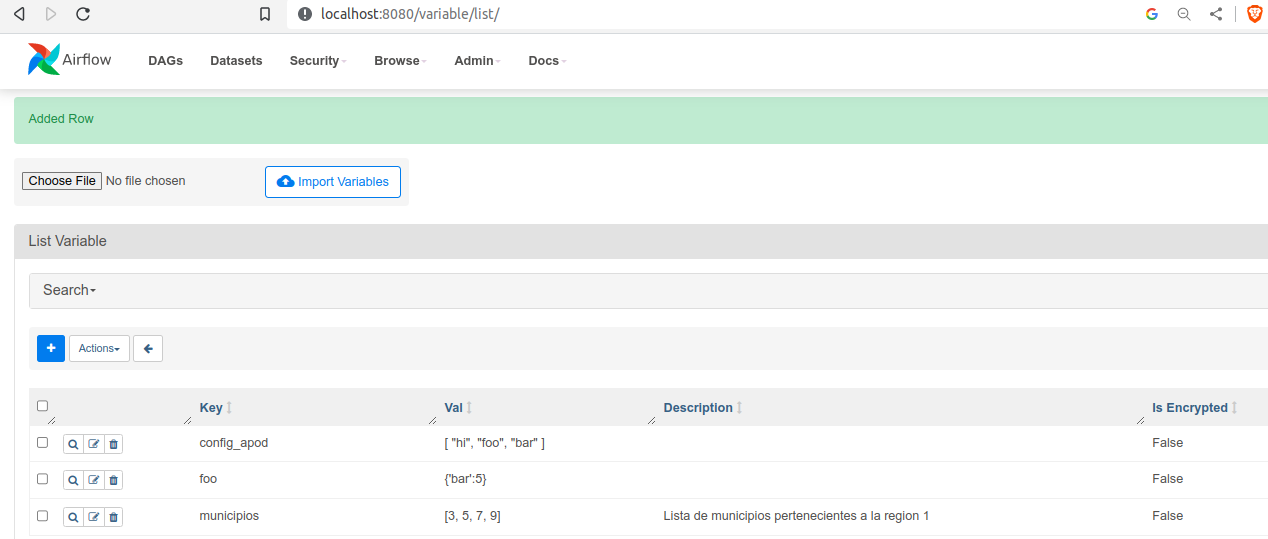 localhost:8080/variable/list/
Airflow DAGs Datasets Security Browse Admin Docs
Added Row
Choose File No file chosen Import Variables
List Variable
Search
Actions
Key Val Description Is Encrypted
config_apod [ "hi", "foo", "bar" ] False
foo {'bar':5} False
municipios [3, 5, 7, 9] Lista de municipios pertenecientes a la region 1 False